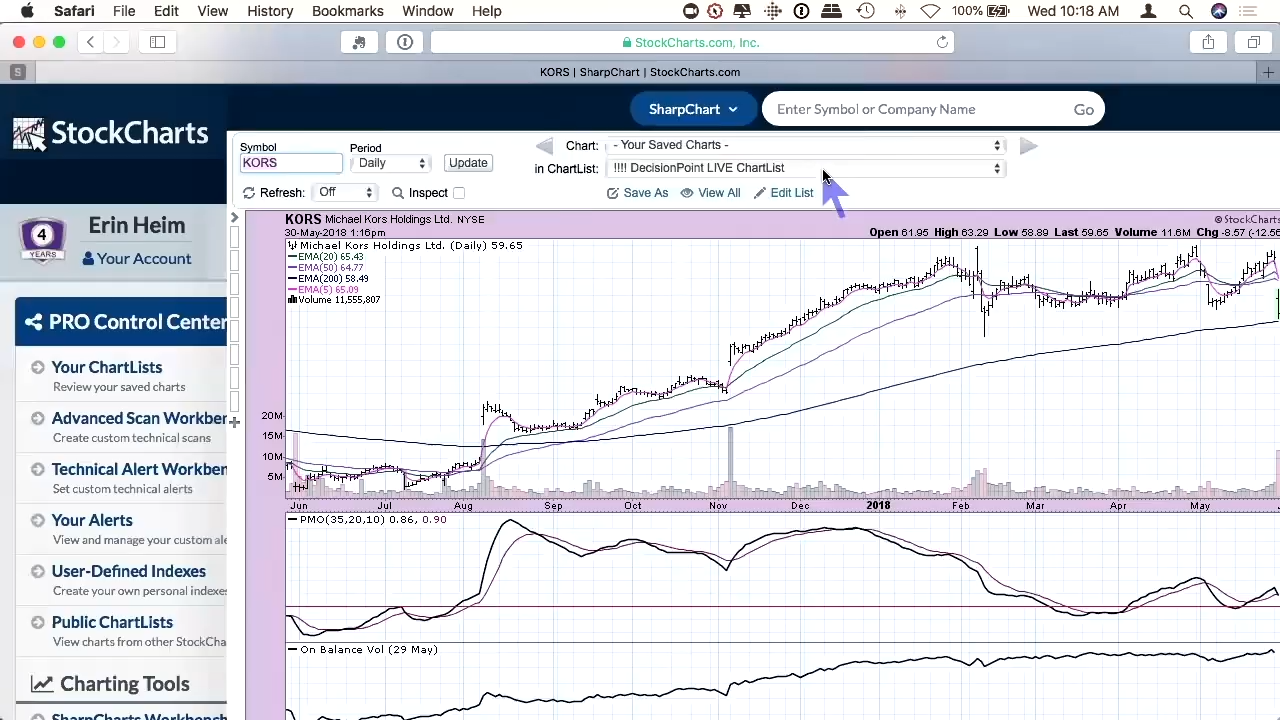 Safari File Edit View History Bookmarks Window Help 100% Wed 10:18 AM
StockCharts.com, Inc.
S KORS | SharpChart | StockCharts.com
StockCharts
SharpChart Enter Symbol or Company Name Go
Symbol Period
KORS Daily Update
Chart: - Your Saved Charts -
in ChartList: !!!! DecisionPoint LIVE ChartList
Refresh: Off Inspect Save As View All Edit List
4 YEARS
Erin Heim
Your Account
PRO Control Center
Your ChartLists
Review your saved charts
Advanced Scan Workben
Create custom technical scans
Technical Alert Workben
Set custom technical alerts
Your Alerts
View and manage your custom ale
User-Defined Indexes
Create your own personal indexes
Public ChartLists
View charts from other StockCha
Charting Tools
SharpCharts Workbench
KORS Michael Kors Holdings Ltd. NYSE © StockCharts
30-May-2018 1:16pm Open 61.95 High 63.29 Low 58.89 Last 59.65 Volume 11.6M Chg -8.57 (-12.56
Michael Kors Holdings Ltd. (Daily) 59.65
EMA(20) 65.43
EMA(50) 64.77
EMA(200) 58.49
EMA(5) 65.09
Volume 11,555,807
20M
15M
10M
5M
Jun Jul Aug Sep Oct Nov Dec 2018 Feb Mar Apr May
PMO(35,20,10) 0.86, 0.90
On Balance Vol (29 May)